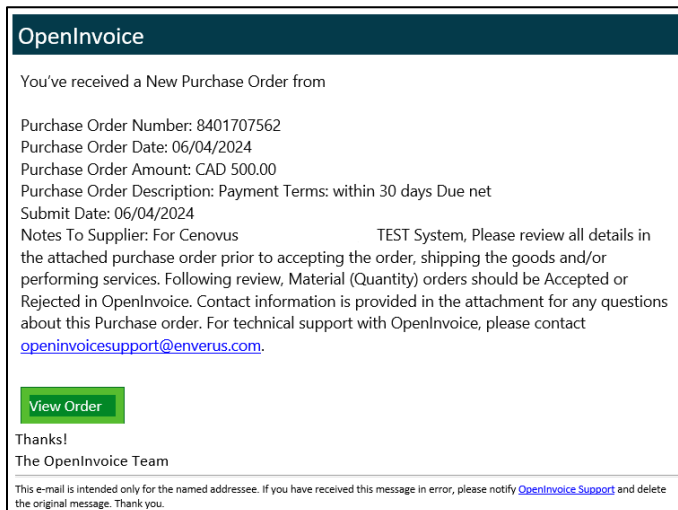 OpenInvoice
You've received a New Purchase Order from
Purchase Order Number: 8401707562
Purchase Order Date: 06/04/2024
Purchase Order Amount: CAD 500.00
Purchase Order Description: Payment Terms: within 30 days Due net
Submit Date: 06/04/2024
Notes To Supplier: For Cenovus TEST System, Please review all details in
the attached purchase order prior to accepting the order, shipping the goods and/or
performing services. Following review, Material (Quantity) orders should be Accepted or
Rejected in OpenInvoice. Contact information is provided in the attachment for any questions
about this Purchase order. For technical support with OpenInvoice, please contact
openinvoicesupport@enverus.com.
View Order
Thanks!
The OpenInvoice Team
This e-mail is intended only for the named addressee. If you have received this message in error, please notify OpenInvoice Support and delete
the original message. Thank you.